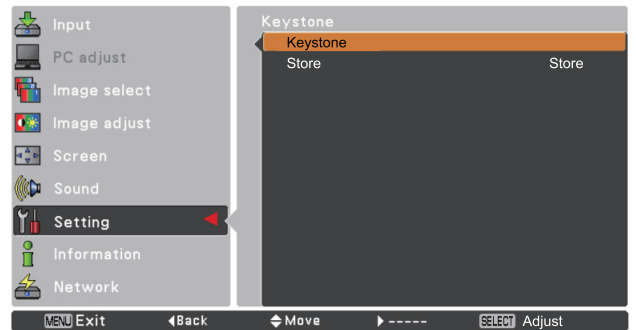 Input
PC adjust
Image select
Image adjust
Screen
Sound
Setting
Information
Network
Keystone
Keystone
Store Store
MENU Exit Back Move ----- SELECT Adjust